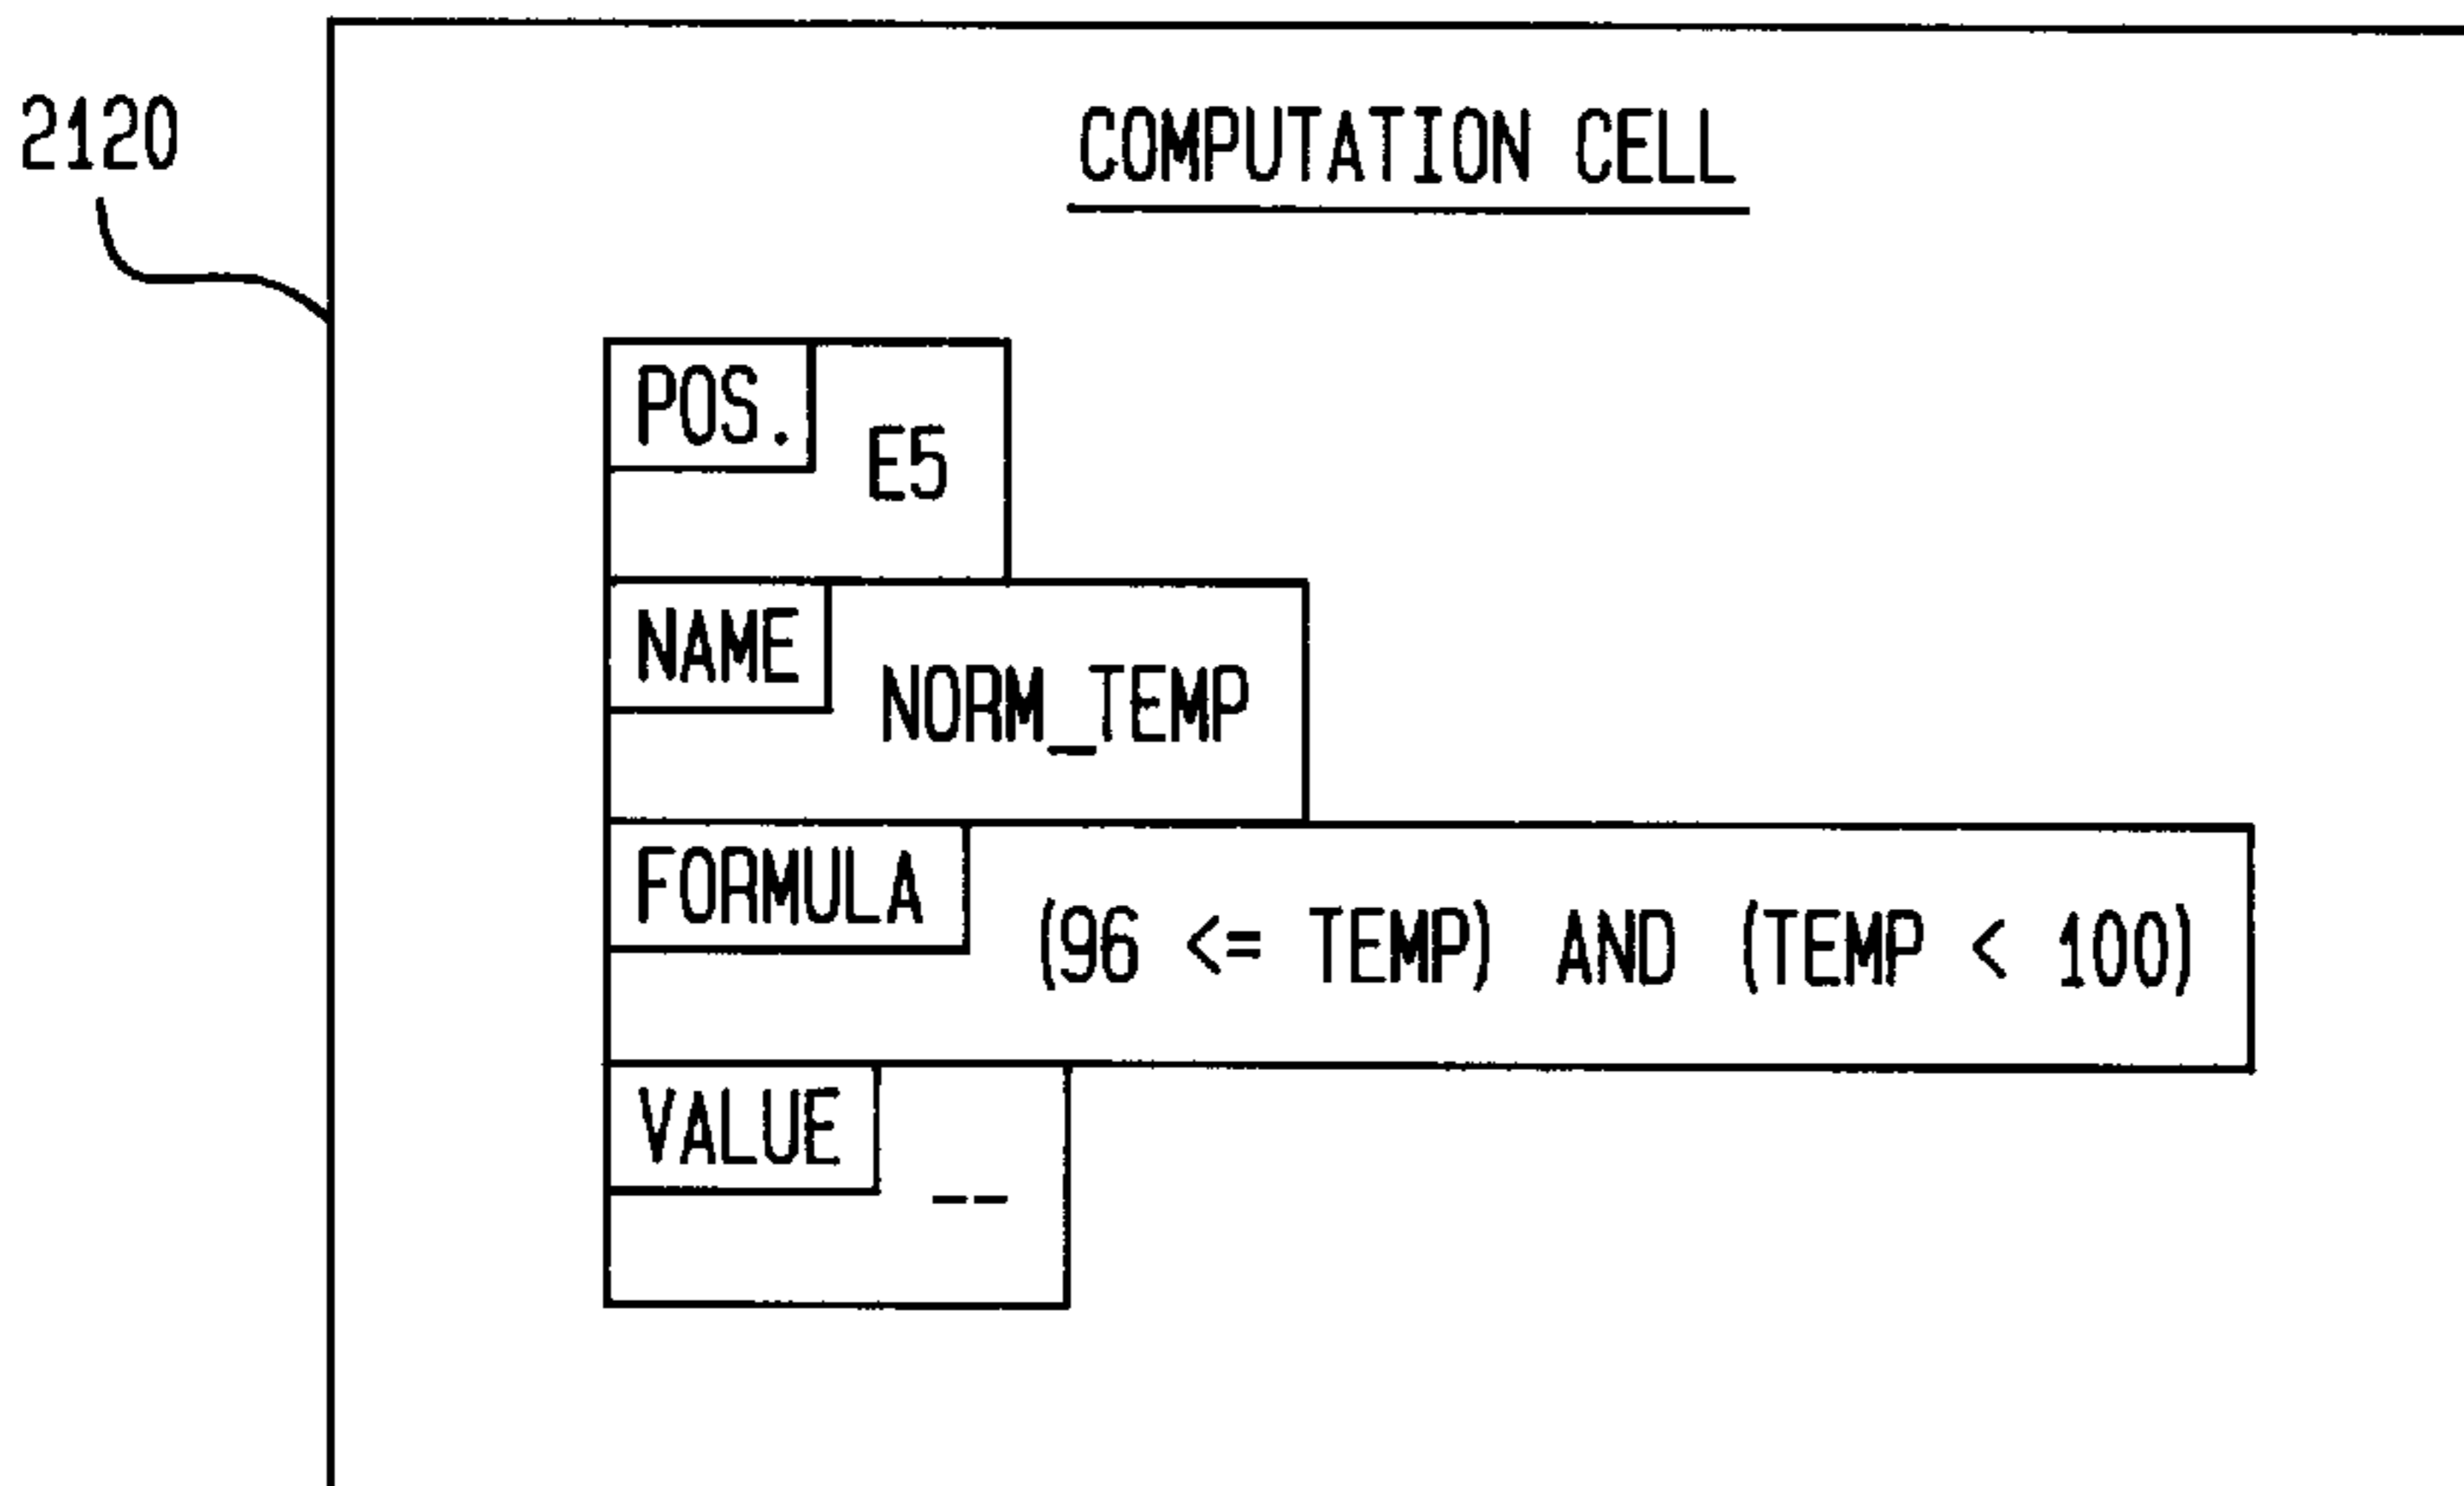 2120
COMPUTATION CELL
POS.
E5
NAME
NORM_TEMP
FORMULA
(96 <= TEMP) AND (TEMP < 100)
VALUE
--